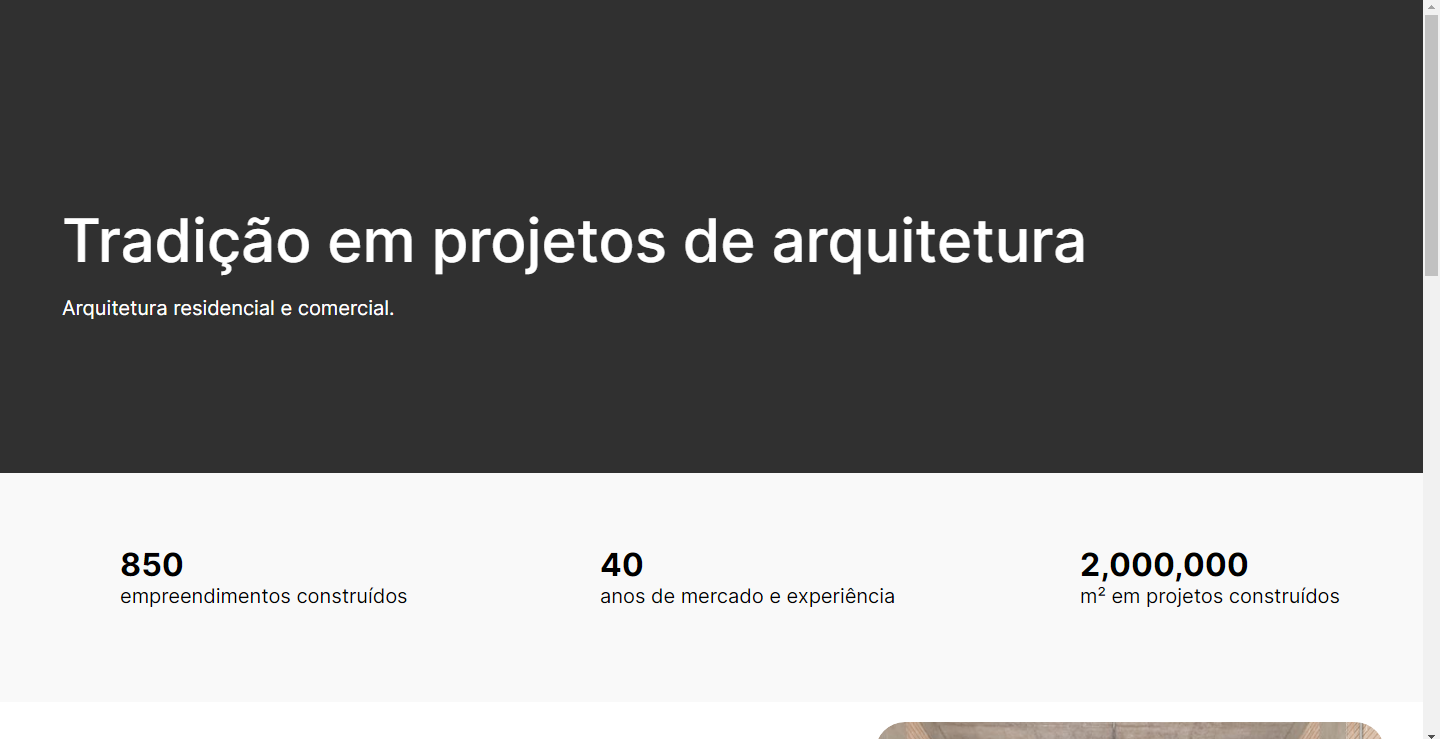 Tradição em projetos de arquitetura
Arquitetura residencial e comercial.
850
empreendimentos construídos
40
anos de mercado e experiência
2,000,000
m² em projetos construídos